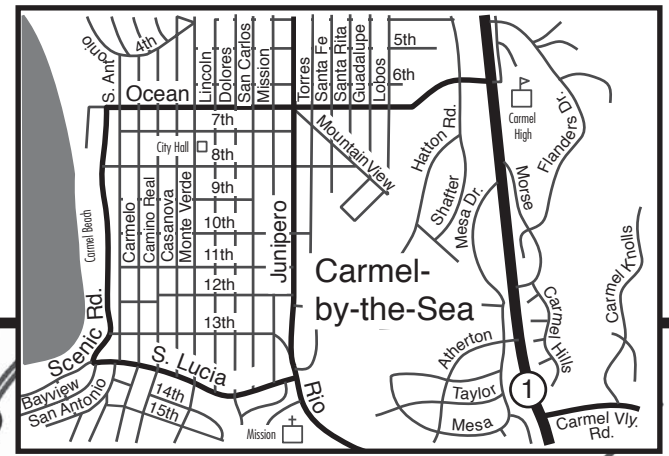 S. Antonio
4th
Lincoln
Dolores
San Carlos
Mission
Torres
Santa Fe
Santa Rita
Guadalupe
Lobos
5th
6th
Ocean
7th
City Hall
8th
Mountain View
Hatton Rd.
Shafter
Mesa Dr.
Carmel
High
Flanders Dr.
Morse
Carmel Beach
Carmelo
Camino Real
Casanova
Monte Verde
9th
10th
11th
12th
13th
Junipero
Carmel-
by-the-Sea
Carmel Knolls
Carmel Hills
Scenic Rd.
S. Lucia
Atherton
Taylor
Mesa
1
Bayview
San Antonio
14th
15th
Rio
Mission
Carmel Vly.
Rd.